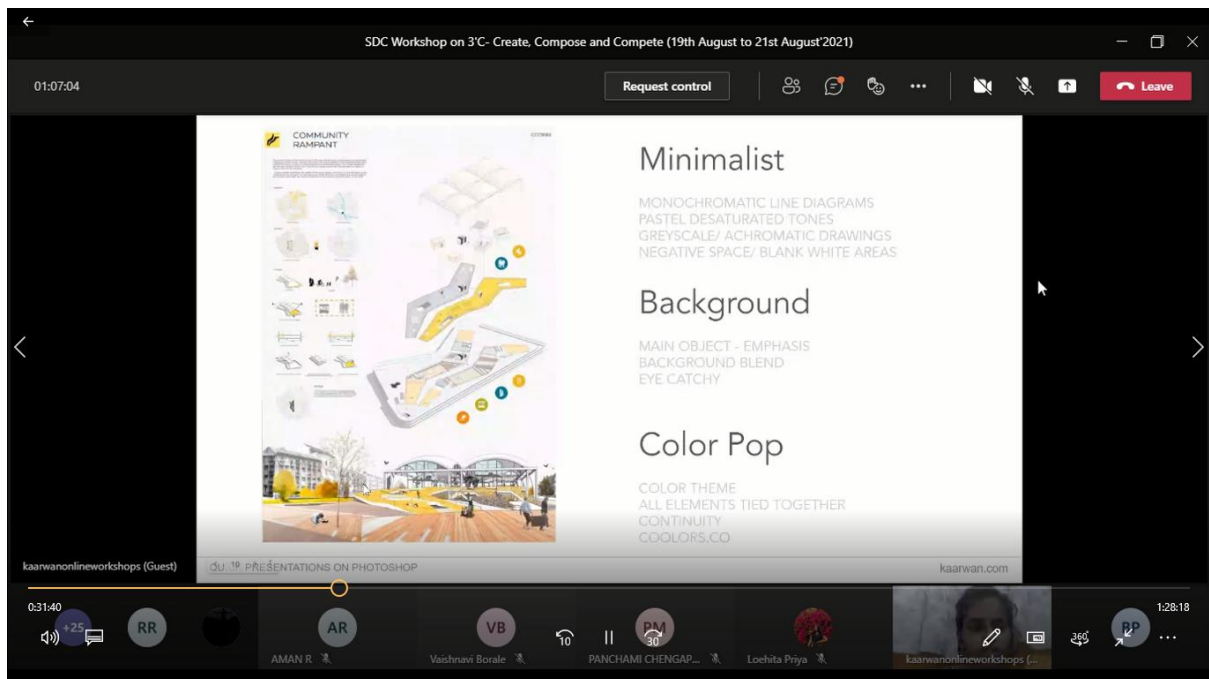 SDC Workshop on 3'C- Create, Compose and Compete (19th August to 21st August'2021)
01:07:04
Request control
Leave
COMMUNITY
RAMPANT
Minimalist
MONOCHROMATIC LINE DIAGRAMS
PASTEL DESATURATED TONES
GREYSCALE/ ACHROMATIC DRAWINGS
NEGATIVE SPACE/ BLANK WHITE AREAS
Background
MAIN OBJECT - EMPHASIS
BACKGROUND BLEND
EYE CATCHY
Color Pop
COLOR THEME
ALL ELEMENTS TIED TOGETHER
CONTINUITY
COOLORS.CO
kaarwanonlineworkshops (Guest)
PRESENTATIONS ON PHOTOSHOP
kaarwan.com
0:31:40
1:28:18
+25
RR
AR
VB
PM
BP
10
30
360°
AMAN R
Vaishnavi Borale
PANCHAMI CHENGAP...
Loehita Priya
kaarwanonlineworkshops (...